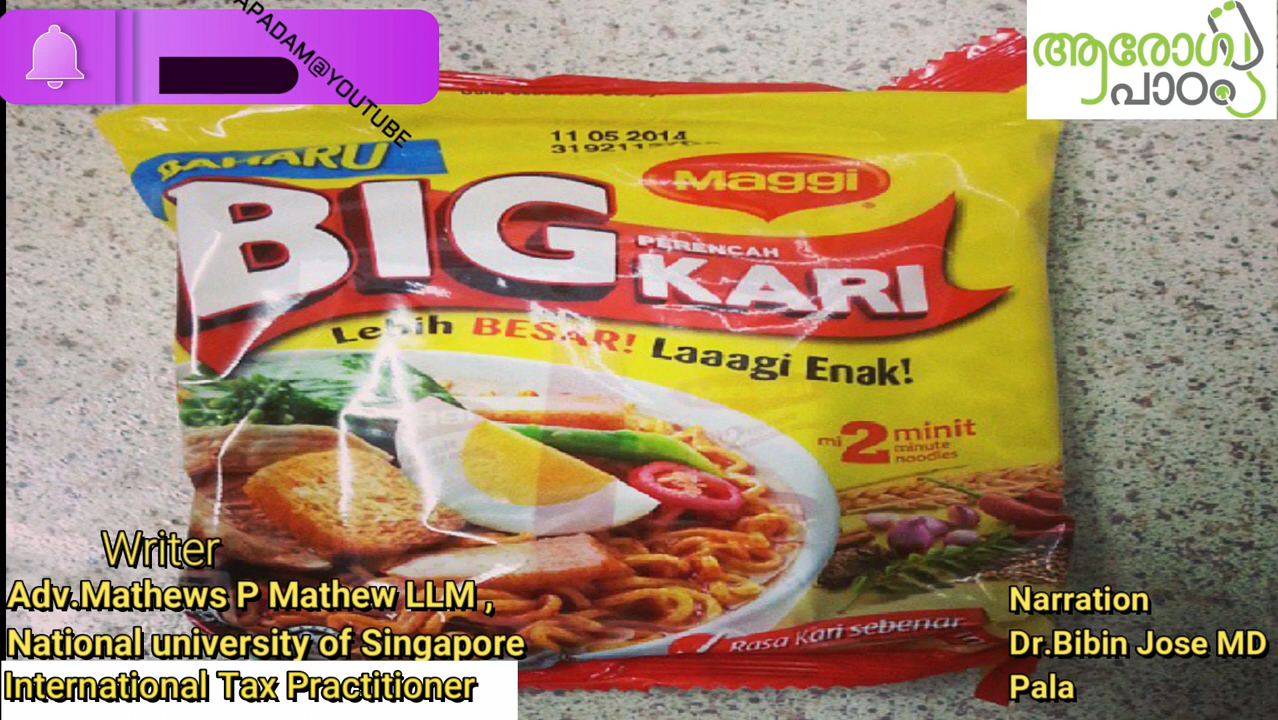 APADAM@YOUTUBE
ആരോഗ്യ
പാഠം
11 05 2014
BAHARU
Maggi
BIG
PERENCAH
KARI
Lebih BESAR! Laaagi Enak!
mi 2 minit
minute
noodles
Rasa Kari sebenar
Writer
Adv.Mathews P Mathew LLM ,
National university of Singapore
International Tax Practitioner
Narration
Dr.Bibin Jose MD
Pala